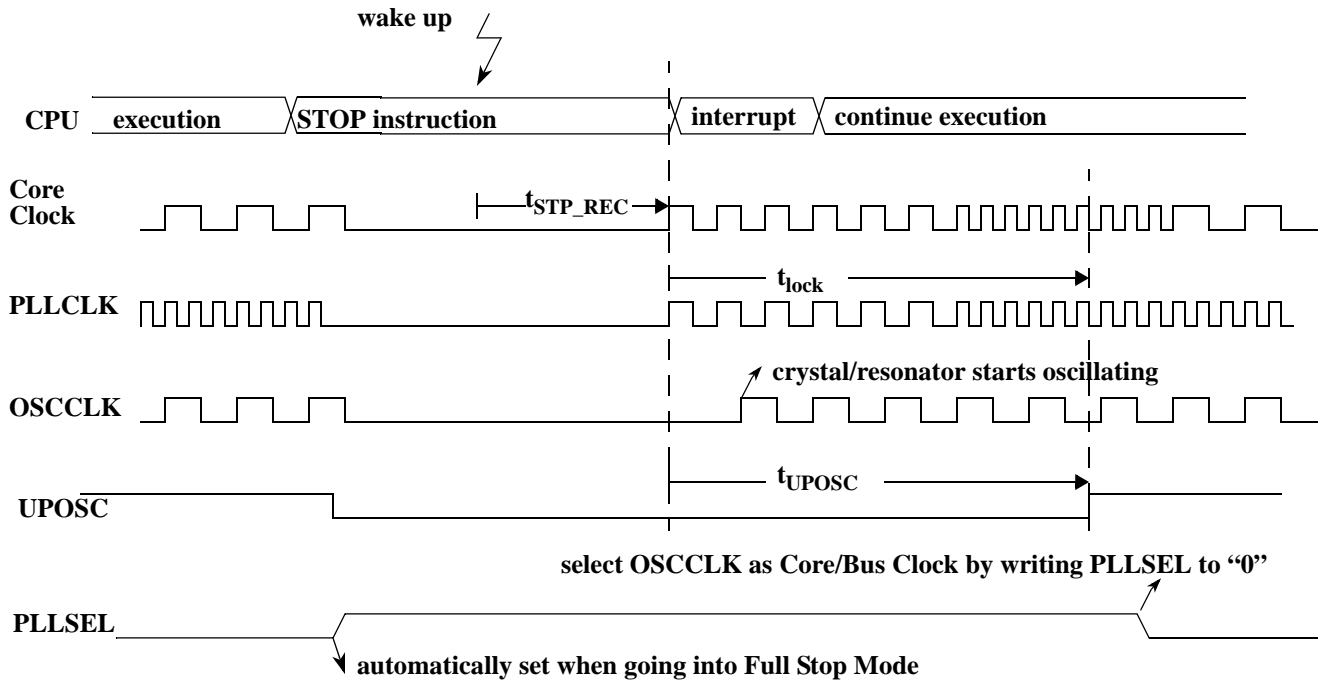 wake up
CPU execution STOP instruction interrupt continue execution
Core
Clock
tSTP_REC
tlock
PLLCLK
crystal/resonator starts oscillating
OSCCLK
tUPOSC
UPOSC
select OSCCLK as Core/Bus Clock by writing PLLSEL to “0”
PLLSEL
automatically set when going into Full Stop Mode